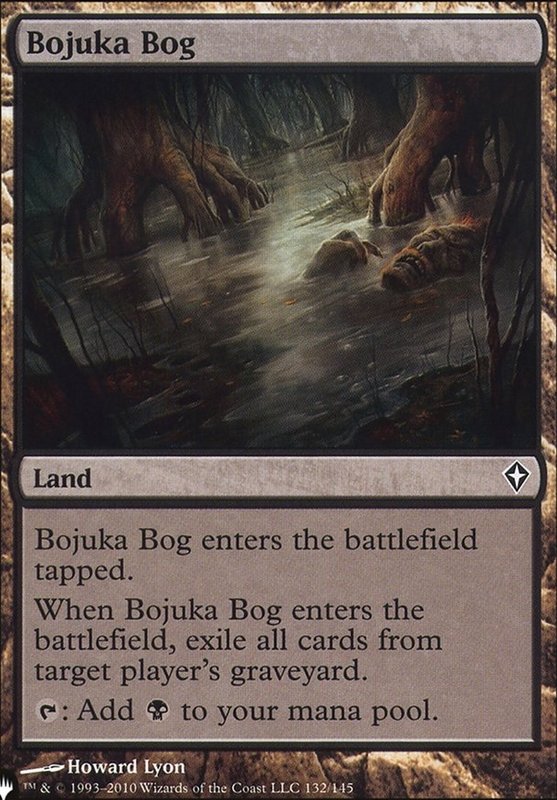 Bojuka Bog
Land
Bojuka Bog enters the battlefield
tapped.
When Bojuka Bog enters the
battlefield, exile all cards from
target player's graveyard.
: Add to your mana pool.
Howard Lyon
™ & © 1993–2010 Wizards of the Coast LLC 132/145